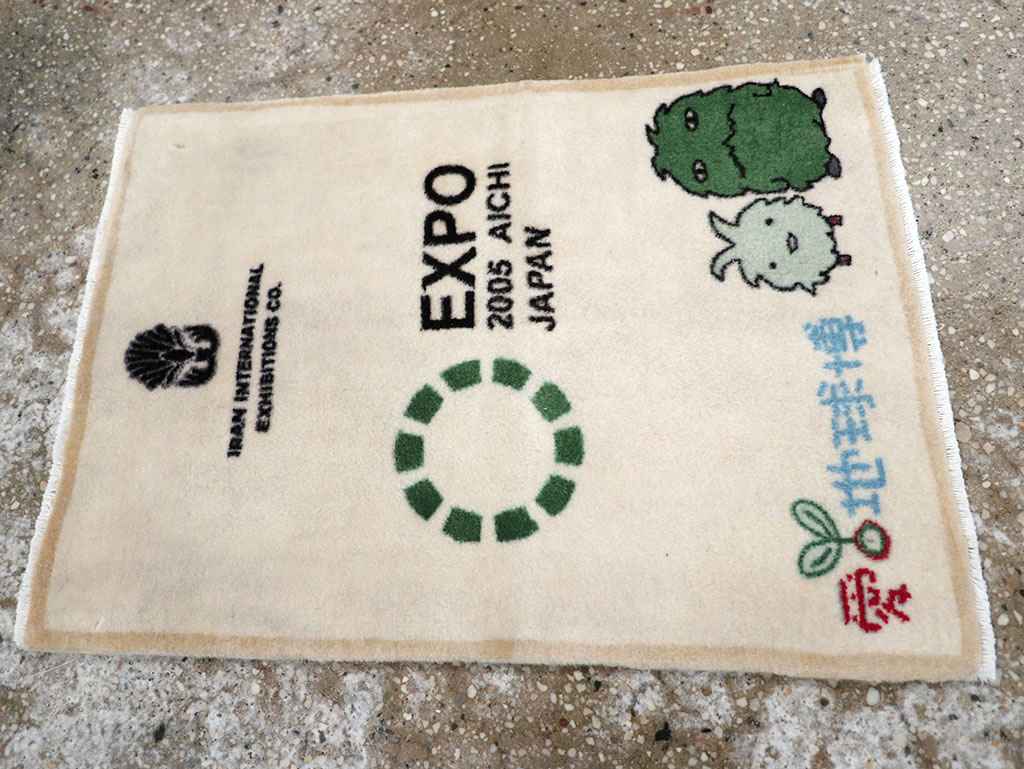 IRAN INTERNATIONAL
EXHIBITIONS CO.
EXPO
2005 AICHI
JAPAN
愛・地球博